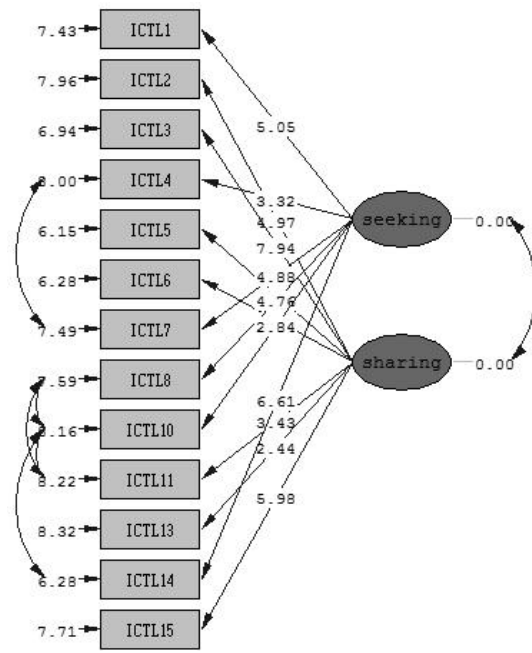 7.43 ICTL1
7.96 ICTL2
6.94 ICTL3
5.05
8.00 ICTL4
3.32
seeking 0.00
4.97
6.15 ICTL5
7.94
4.88
6.28 ICTL6
4.76
7.49 ICTL7
2.84
sharing 0.00
7.59 ICTL8
6.61
ICTL10
3.43
2.44
8.22 ICTL11
5.98
8.32 ICTL13
6.28 ICTL14
7.71 ICTL15